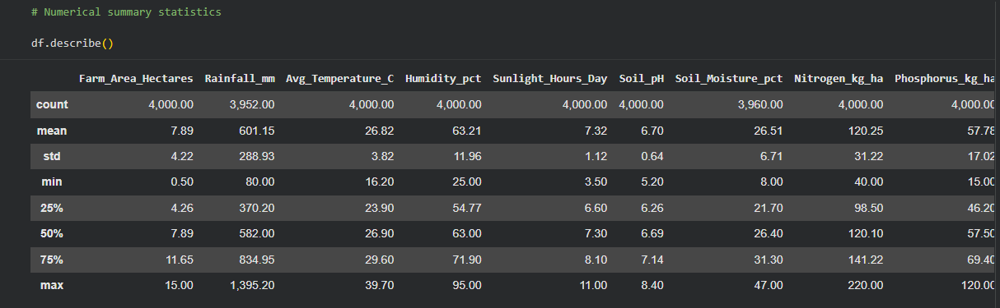 # Numerical summary statistics
df.describe()
Farm_Area_Hectares Rainfall_mm Avg_Temperature_C Humidity_pct Sunlight_Hours_Day Soil_pH Soil_Moisture_pct Nitrogen_kg_ha Phosphorus_kg_ha
count 4,000.00 3,952.00 4,000.00 4,000.00 4,000.00 4,000.00 3,960.00 4,000.00 4,000.00
mean 7.89 601.15 26.82 63.21 7.32 6.70 26.51 120.25 57.78
std 4.22 288.93 3.82 11.96 1.12 0.64 6.71 31.22 17.02
min 0.50 80.00 16.20 25.00 3.50 5.20 8.00 40.00 15.00
25% 4.26 370.20 23.90 54.77 6.60 6.26 21.70 98.50 46.20
50% 7.89 582.00 26.90 63.00 7.30 6.69 26.40 120.10 57.50
75% 11.65 834.95 29.60 71.90 8.10 7.14 31.30 141.22 69.40
max 15.00 1,395.20 39.70 95.00 11.00 8.40 47.00 220.00 120.00